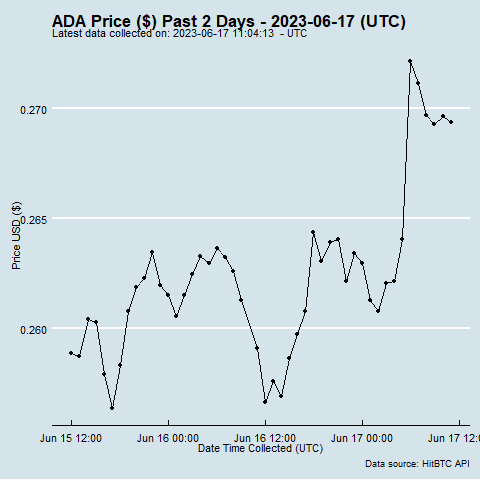 ADA Price ($) Past 2 Days - 2023-06-17 (UTC)
Latest data collected on: 2023-06-17 11:04:13 - UTC
0.270
0.265
0.260
Price USD ($)
Jun 15 12:00 Jun 16 00:00 Jun 16 12:00 Jun 17 00:00 Jun 17 12:0
Date Time Collected (UTC)
Data source: HitBTC API